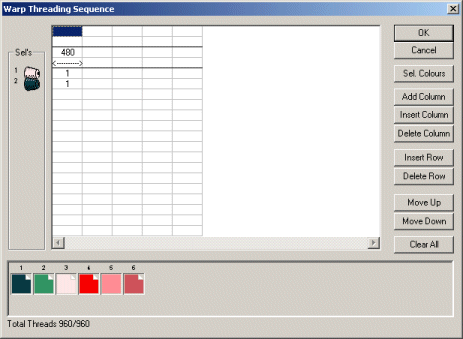 Warp Threading Sequence
OK
Cancel
Sel's
480
<--------->
1
1
1
2
Sel. Colours
Add Column
Insert Column
Delete Column
Insert Row
Delete Row
Move Up
Move Down
Clear All
1 2 3 4 5 6
Total Threads 960/960